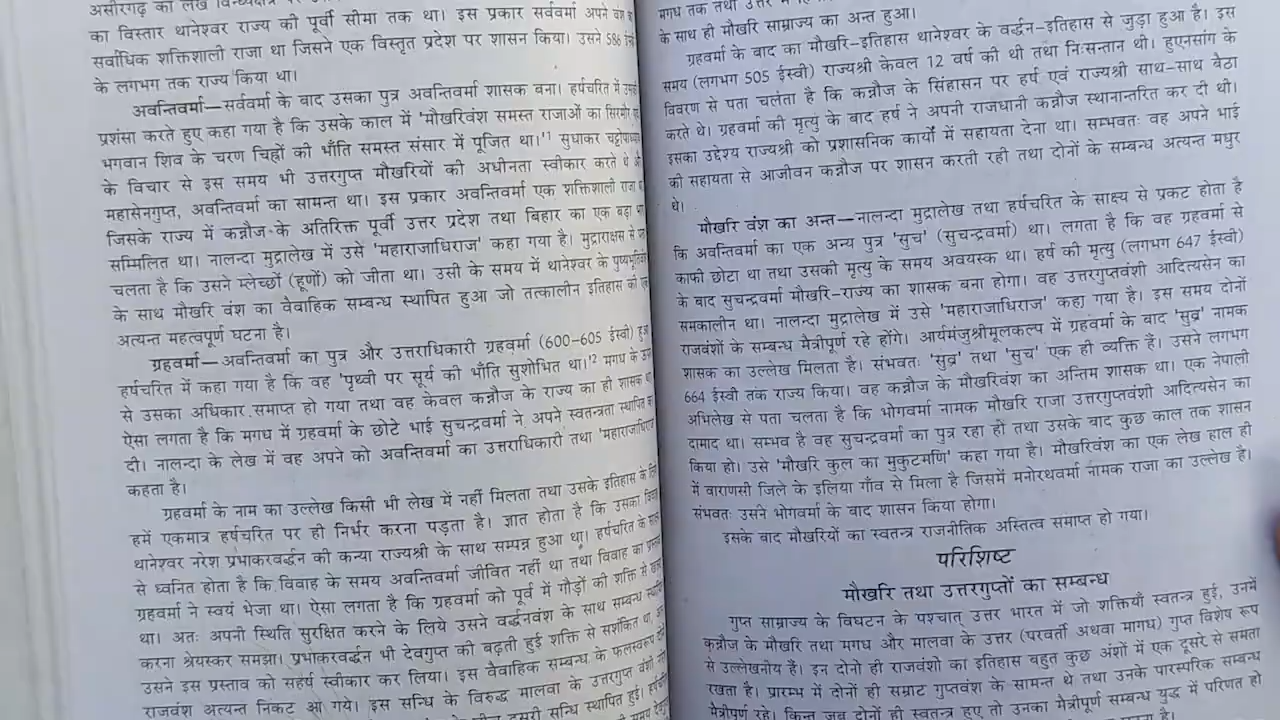 असीरगढ़ का लेख विन्ध्यक्षेत्र पर
का विस्तार थानेश्वर राज्य की पूर्वी सीमा तक था। इस प्रकार सर्ववर्मा अपने वंश का
सर्वाधिक शक्तिशाली राजा था जिसने एक विस्तृत प्रदेश पर शासन किया। उसने 586 ईस्वी
के लगभग तक राज्य किया था।
अवन्तिवर्मा—सर्ववर्मा के बाद उसका पुत्र अवन्तिवर्मा शासक बना। हर्षचरित में उसकी
प्रशंसा करते हुए कहा गया है कि उसके काल में 'मौखरिवंश समस्त राजाओं का सिरमौर
भगवान शिव के चरण चिह्नों की भाँति समस्त संसार में पूजित था।'1 सुधाकर चट्टोपाध्याय
के विचार से इस समय भी उत्तरगुप्त मौखरियों की अधीनता स्वीकार करते थे
महासेनगुप्त, अवन्तिवर्मा का सामन्त था। इस प्रकार अवन्तिवर्मा एक शक्तिशाली राजा
जिसके राज्य में कन्नौज के अतिरिक्त पूर्वी उत्तर प्रदेश तथा बिहार का एक बड़ा
सम्मिलित था। नालन्दा मुद्रालेख में उसे 'महाराजाधिराज' कहा गया है। मुद्राराक्षस से
चलता है कि उसने म्लेच्छों (हूणों) को जीता था। उसी के समय में थानेश्वर के पुष्यभूतिवंश
के साथ मौखरि वंश का वैवाहिक सम्बन्ध स्थापित हुआ जो तत्कालीन इतिहास की
अत्यन्त महत्वपूर्ण घटना है।
ग्रहवर्मा—अवन्तिवर्मा का पुत्र और उत्तराधिकारी ग्रहवर्मा (600–605 ईस्वी) हुआ
हर्षचरित में कहा गया है कि वह 'पृथ्वी पर सूर्य की भाँति सुशोभित था।'2 मगध के
से उसका अधिकार समाप्त हो गया तथा वह केवल कन्नौज के राज्य का ही शासक
ऐसा लगता है कि मगध में ग्रहवर्मा के छोटे भाई सुचन्द्रवर्मा ने अपने स्वतन्त्रता स्थापित
दी। नालन्दा के लेख में वह अपने को अवन्तिवर्मा का उत्तराधिकारी तथा 'महाराजाधिराज
कहता है।
ग्रहवर्मा के नाम का उल्लेख किसी भी लेख में नहीं मिलता तथा उसके इतिहास के लिये
हमें एकमात्र हर्षचरित पर ही निर्भर करना पड़ता है। ज्ञात होता है कि उसका विवाह
थानेश्वर नरेश प्रभाकरवर्द्धन की कन्या राज्यश्री के साथ सम्पन्न हुआ था। हर्षचरित के
से ध्वनित होता है कि विवाह के समय अवन्तिवर्मा जीवित नहीं था तथा विवाह का प्रस्ताव
ग्रहवर्मा ने स्वयं भेजा था। ऐसा लगता है कि ग्रहवर्मा को पूर्व में गौड़ों की शक्ति से
था। अतः अपनी स्थिति सुरक्षित करने के लिये उसने वर्द्धनवंश के साथ सम्बन्ध स्थापित
करना श्रेयस्कर समझा। प्रभाकरवर्द्धन भी देवगुप्त की बढ़ती हुई शक्ति से सशंकित था,
उसने इस प्रस्ताव को सहर्ष स्वीकार कर लिया। इस वैवाहिक सम्बन्ध के फलस्वरूप
राजवंश अत्यन्त निकट आ गये। इस सन्धि के विरुद्ध मालवा के उत्तरगुप्त वंशी
दूसरी सन्धि स्थापित हुई।
मगध तक तथा उत्तर में
के साथ ही मौखरि साम्राज्य का अन्त हुआ।
ग्रहवर्मा के बाद का मौखरि-इतिहास थानेश्वर के वर्द्धन-इतिहास से जुड़ा हुआ है। इस
समय (लगभग 505 ईस्वी) राज्यश्री केवल 12 वर्ष की थी तथा निःसन्तान थी। हुएनसांग के
विवरण से पता चलता है कि कन्नौज के सिंहासन पर हर्ष एवं राज्यश्री साथ-साथ बैठा
करते थे। ग्रहवर्मा की मृत्यु के बाद हर्ष ने अपनी राजधानी कन्नौज स्थानान्तरित कर दी थी।
इसका उद्देश्य राज्यश्री को प्रशासनिक कार्यों में सहायता देना था। सम्भवतः वह अपने भाई
की सहायता से आजीवन कन्नौज पर शासन करती रही तथा दोनों के सम्बन्ध अत्यन्त मधुर
थे।
मौखरि वंश का अन्त—नालन्दा मुद्रालेख तथा हर्षचरित के साक्ष्य से प्रकट होता है
कि अवन्तिवर्मा का एक अन्य पुत्र 'सुच' (सुचन्द्रवर्मा) था। लगता है कि वह ग्रहवर्मा से
काफी छोटा था तथा उसकी मृत्यु के समय अवयस्क था। हर्ष की मृत्यु (लगभग 647 ईस्वी)
के बाद सुचन्द्रवर्मा मौखरि-राज्य का शासक बना होगा। वह उत्तरगुप्तवंशी आदित्यसेन का
समकालीन था। नालन्दा मुद्रालेख में उसे 'महाराजाधिराज' कहा गया है। इस समय दोनों
राजवंशों के सम्बन्ध मैत्रीपूर्ण रहे होंगे। आर्यमंजुश्रीमूलकल्प में ग्रहवर्मा के बाद 'सुव्र' नामक
शासक का उल्लेख मिलता है। संभवतः 'सुव्र' तथा 'सुच' एक ही व्यक्ति हैं। उसने लगभग
664 ईस्वी तक राज्य किया। वह कन्नौज के मौखरिवंश का अन्तिम शासक था। एक नेपाली
अभिलेख से पता चलता है कि भोगवर्मा नामक मौखरि राजा उत्तरगुप्तवंशी आदित्यसेन का
दामाद था। सम्भव है वह सुचन्द्रवर्मा का पुत्र रहा हो तथा उसके बाद कुछ काल तक शासन
किया हो। उसे 'मौखरि कुल का मुकुटमणि' कहा गया है। मौखरिवंश का एक लेख हाल ही
में वाराणसी जिले के इलिया गाँव से मिला है जिसमें मनोरथवर्मा नामक राजा का उल्लेख है।
संभवतः उसने भोगवर्मा के बाद शासन किया होगा।
इसके बाद मौखरियों का स्वतन्त्र राजनीतिक अस्तित्व समाप्त हो गया।
परिशिष्ट
मौखरि तथा उत्तरगुप्तों का सम्बन्ध
गुप्त साम्राज्य के विघटन के पश्चात् उत्तर भारत में जो शक्तियाँ स्वतन्त्र हुई, उनमें
कन्नौज के मौखरि तथा मगध और मालवा के उत्तर (परवर्ती अथवा मागध) गुप्त विशेष रूप
से उल्लेखनीय हैं। इन दोनो ही राजवंशों का इतिहास बहुत कुछ अंशों में एक दूसरे से समता
रखता है। प्रारम्भ में दोनों ही सम्राट गुप्तवंश के सामन्त थे तथा उनके पारस्परिक सम्बन्ध
मैत्रीपूर्ण रहे। किन्तु जब दोनों ही स्वतन्त्र हुए तो उनका मैत्रीपूर्ण सम्बन्ध युद्ध में परिणत हो